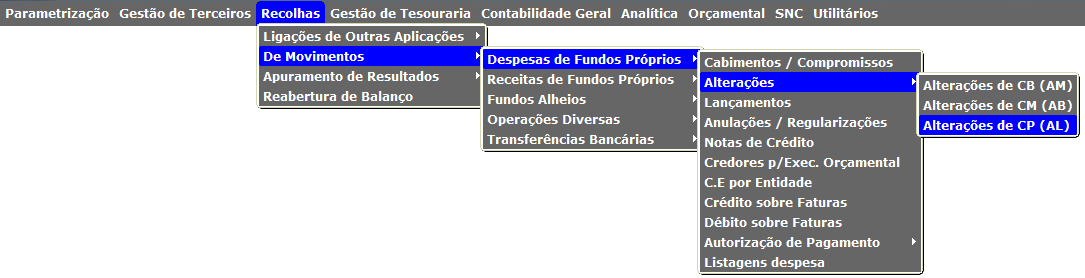 Parametrização Gestão de Terceiros Recolhas Gestão de Tesouraria Contabilidade Geral Analítica Orçamental SNC Utilitários
Ligações de Outras Aplicações
De Movimentos
Apuramento de Resultados
Reabertura de Balanço
Despesas de Fundos Próprios
Receitas de Fundos Próprios
Fundos Alheios
Operações Diversas
Transferências Bancárias
Cabimentos / Compromissos
Alterações
Lançamentos
Anulações / Regularizações
Notas de Crédito
Credores p/Exec. Orçamental
C.E por Entidade
Crédito sobre Faturas
Débito sobre Faturas
Autorização de Pagamento
Listagens despesa
Alterações de CB (AM)
Alterações de CM (AB)
Alterações de CP (AL)